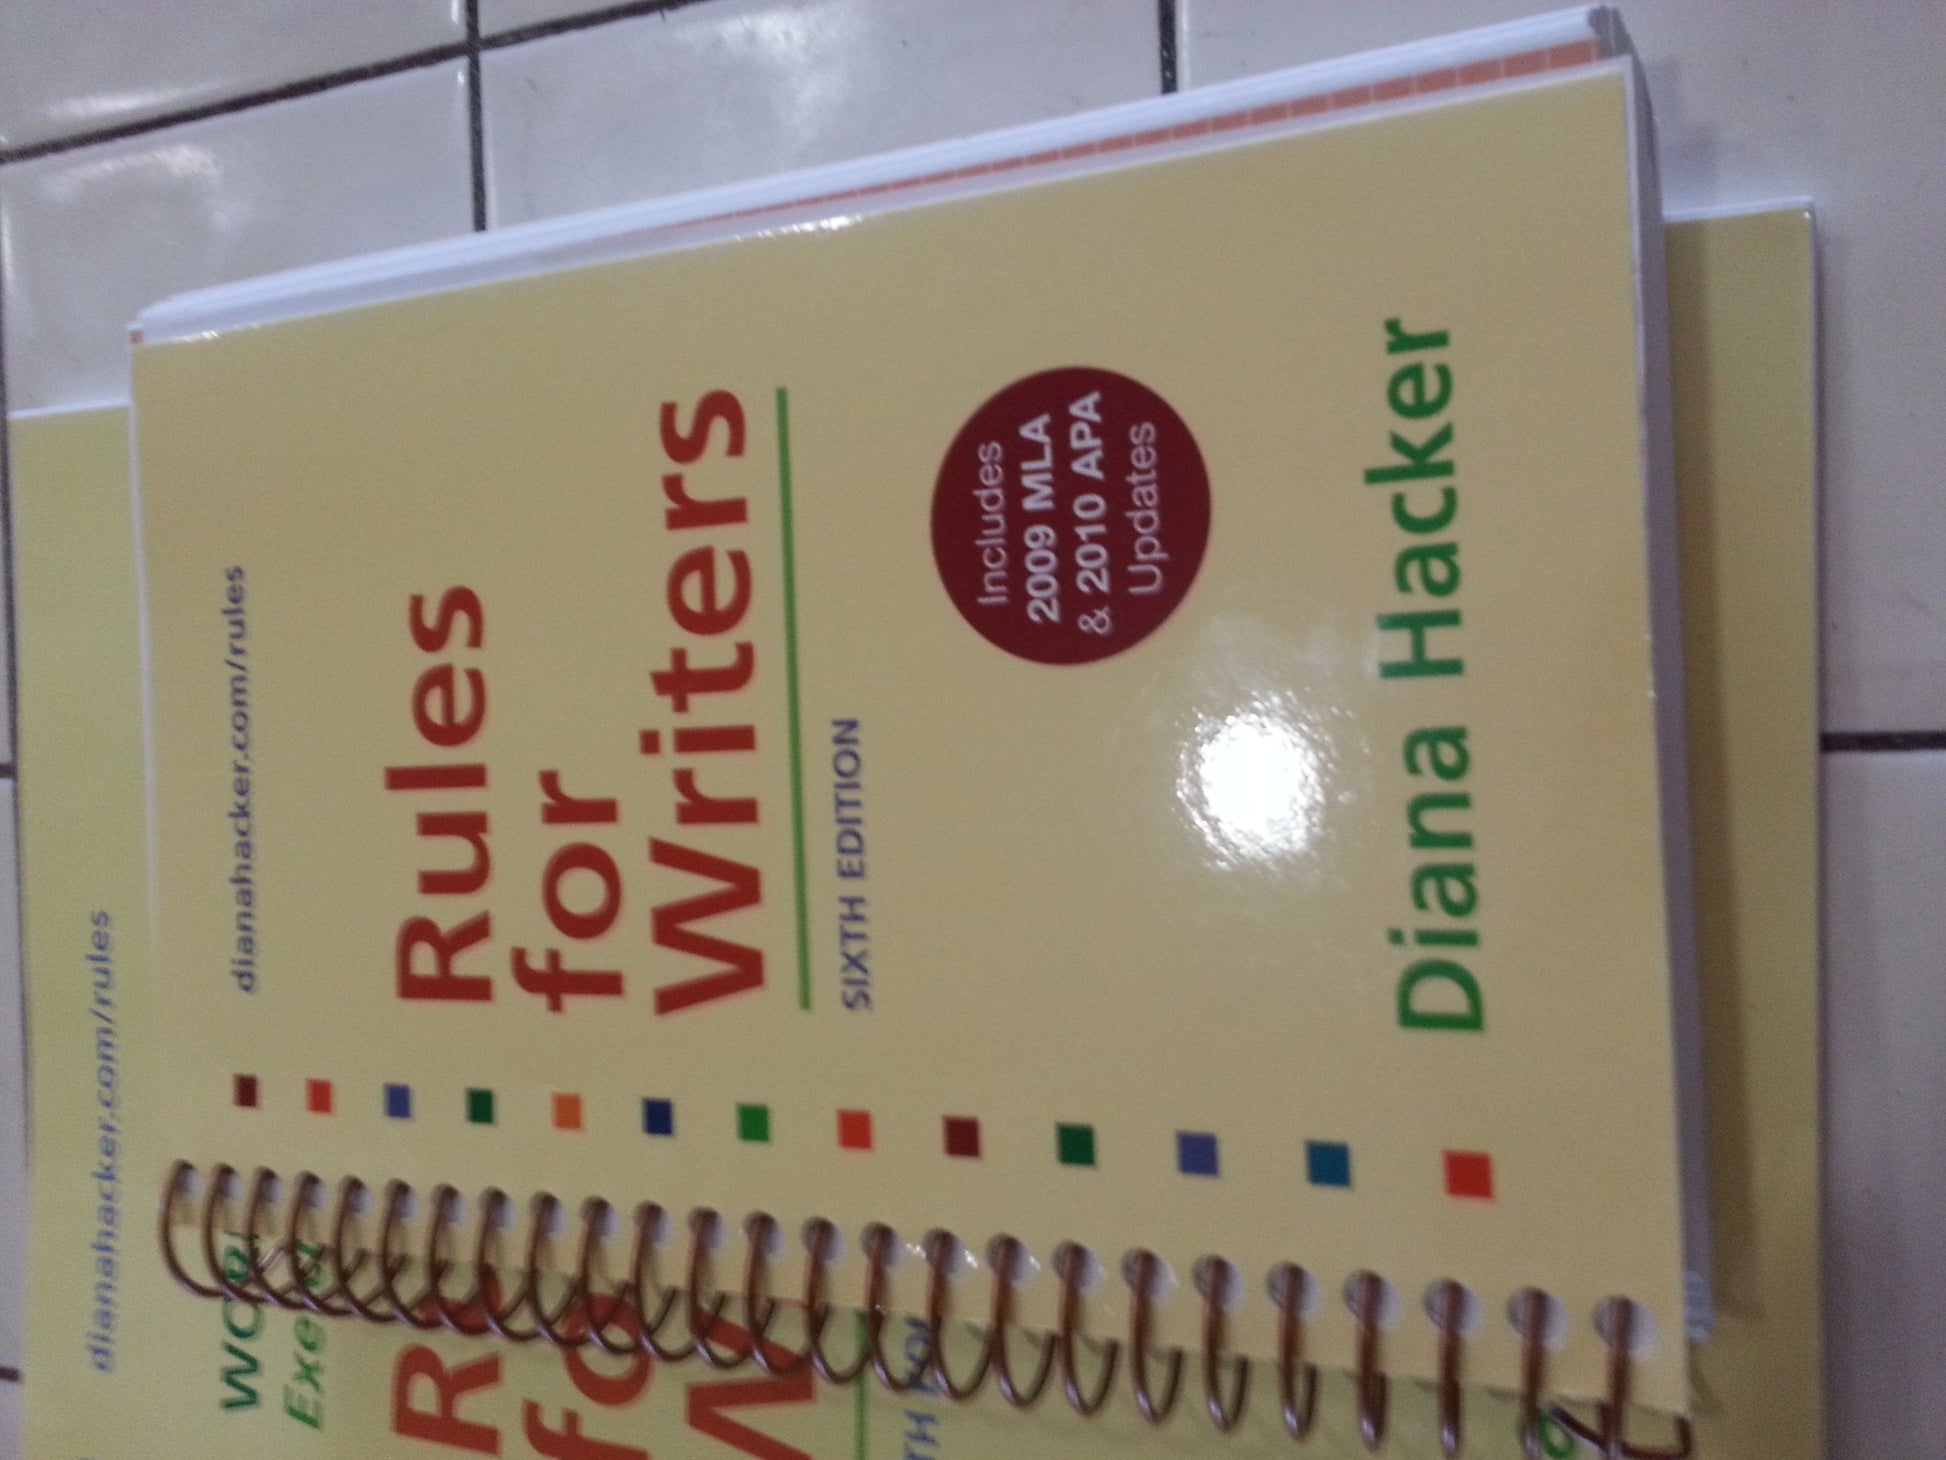 dianahacker.com/rules
Rules
for
Writers
SIXTH EDITION
Includes
2009 MLA
& 2010 APA
Updates
Diana Hacker
dianahacker.com/rules